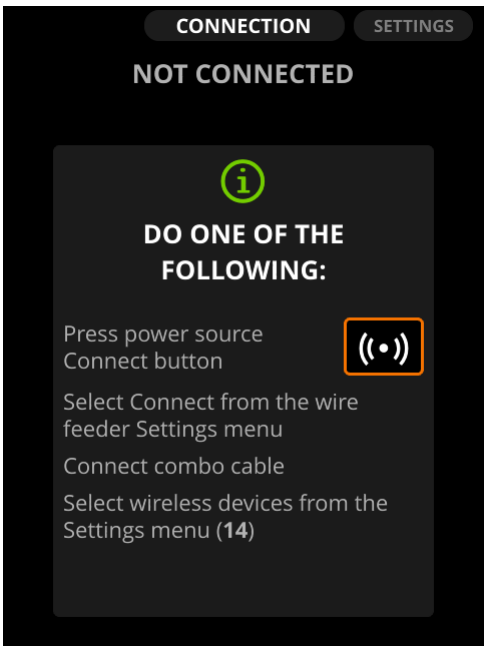 CONNECTION SETTINGS
NOT CONNECTED
DO ONE OF THE
FOLLOWING:
Press power source
Connect button
Select Connect from the wire
feeder Settings menu
Connect combo cable
Select wireless devices from the
Settings menu (14)